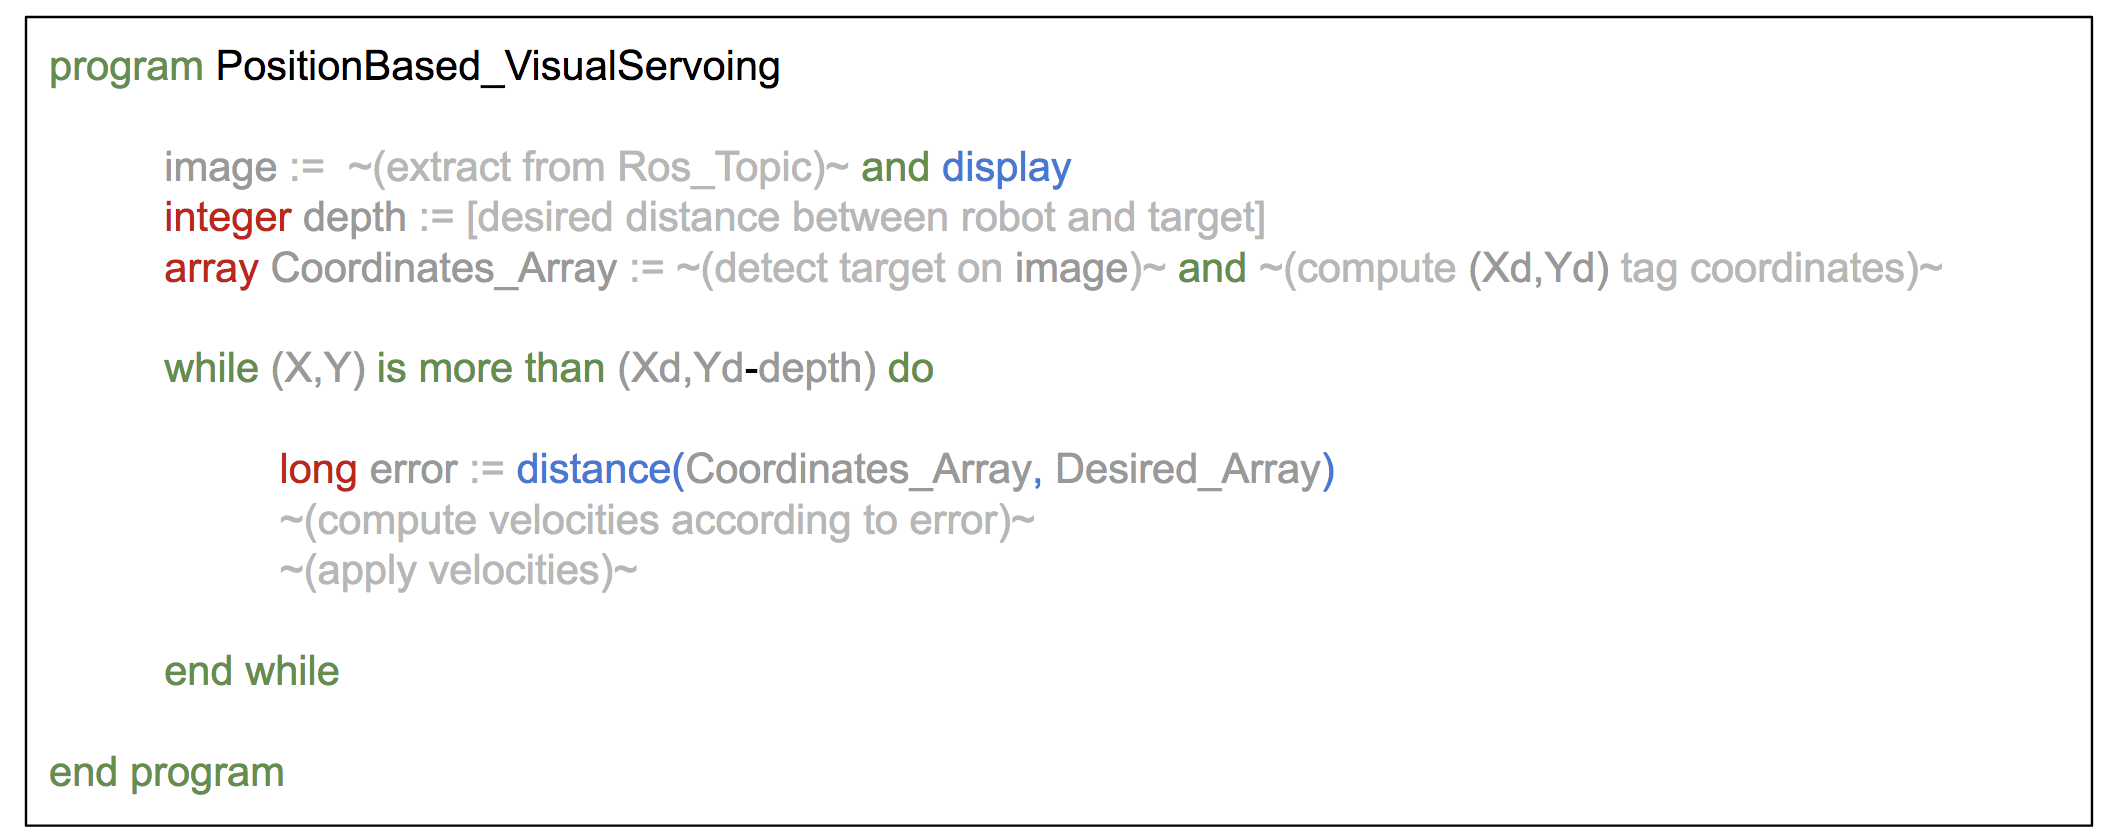 program PositionBased_VisualServoing
image := ~(extract from Ros_Topic)~ and display
integer depth := [desired distance between robot and target]
array Coordinates_Array := ~(detect target on image)~ and ~(compute (Xd,Yd) tag coordinates)~
while (X,Y) is more than (Xd,Yd-depth) do
long error := distance(Coordinates_Array, Desired_Array)
~(compute velocities according to error)~
~(apply velocities)~
end while
end program